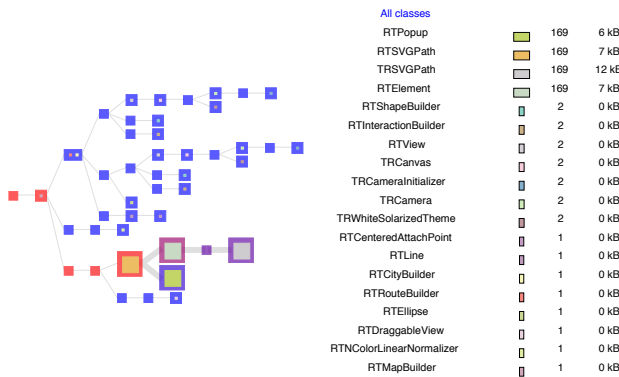 All classes
RTPopup 169 6 kB
RTSVGPath 169 7 kB
TRSVGPath 169 12 kB
RTElement 169 7 kB
RTShapeBuilder 2 0 kB
RTInteractionBuilder 2 0 kB
RTView 2 0 kB
TRCanvas 2 0 kB
TRCameraInitializer 2 0 kB
TRCamera 2 0 kB
TRWhiteSolarizedTheme 2 0 kB
RTCenteredAttachPoint 1 0 kB
RTLine 1 0 kB
RTCityBuilder 1 0 kB
RTRouteBuilder 1 0 kB
RTEllipse 1 0 kB
RTDraggableView 1 0 kB
RTNColorLinearNormalizer 1 0 kB
RTMapBuilder 1 0 kB